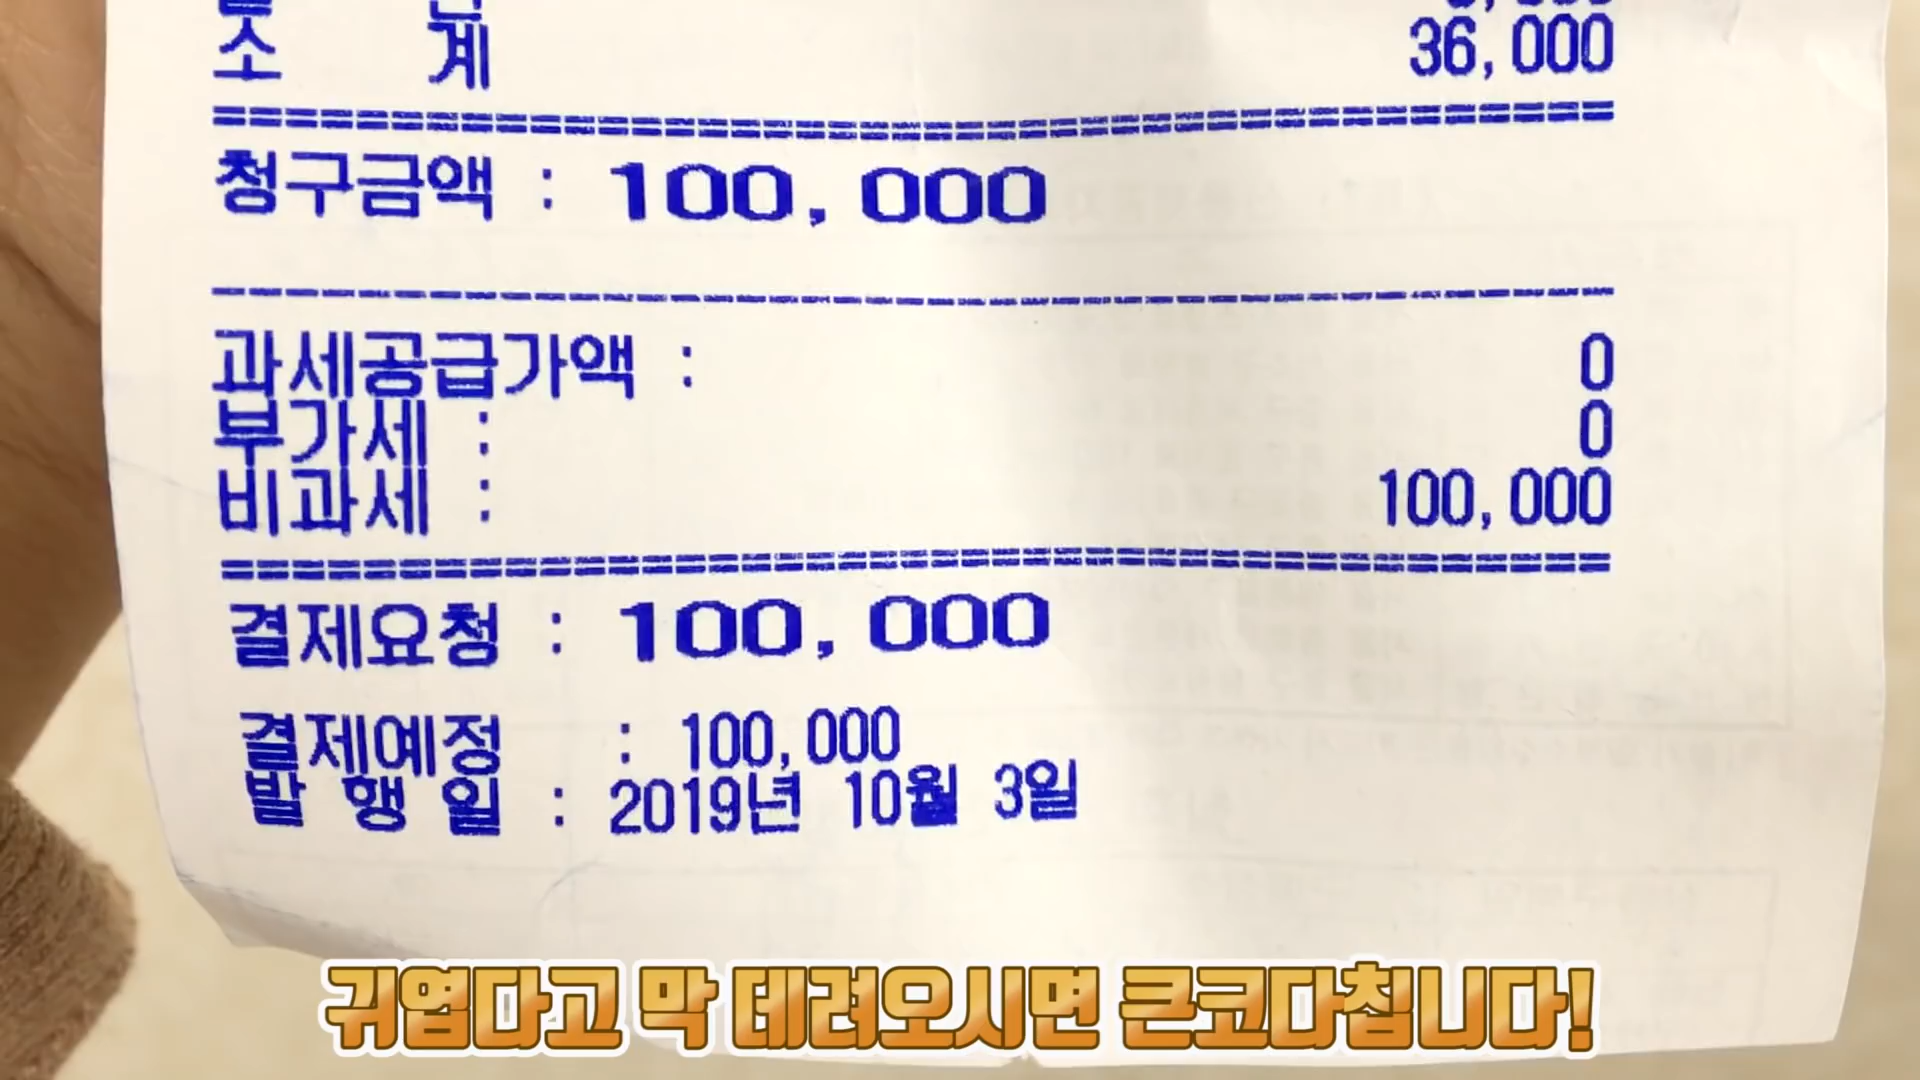 소 계 36,000
청구금액 : 100,000
과세공급가액 : 0
부가세 : 0
비과세 : 100,000
결제요청 : 100,000
결제예정 : 100,000
발 행 일 : 2019년 10월 3일
귀엽다고 막 데려오시면 큰코다칩니다!